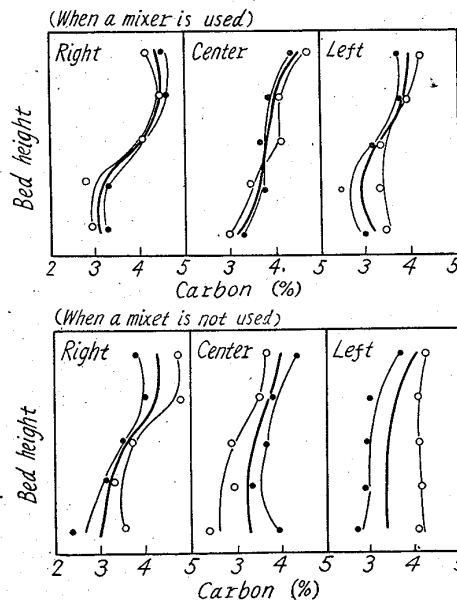 (When a mixer is used)
Right Center Left
Bed height
2 3 4 5 3 4. 5 3 4 5
Carbon (%)
(When a mixet is not used)
Right Center Left
Bed height
2 3 4 5 3 4 5 3 4 5
Carbon (%)